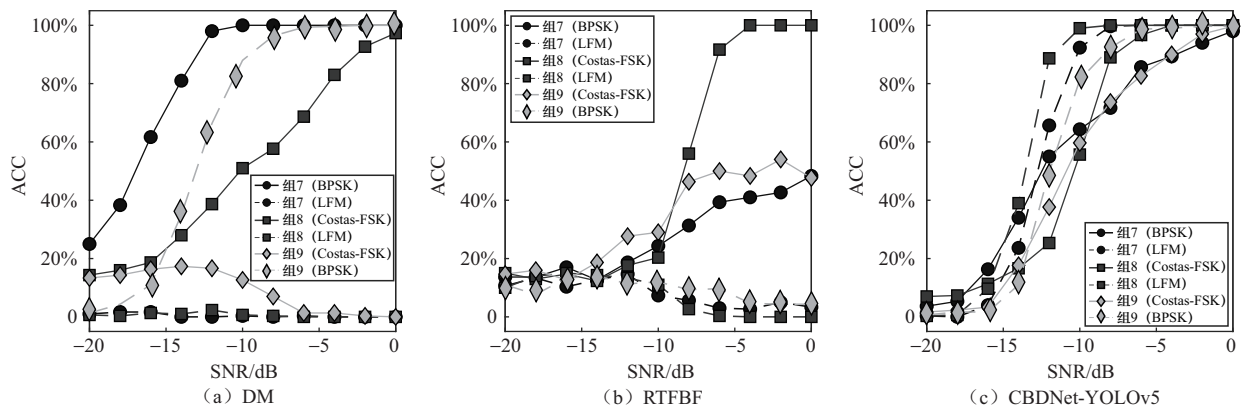 100%
80%
60%
40%
20%
0
ACC
−20
−15
−10
−5
0
SNR/dB
组7（BPSK）
组7（LFM）
组8（Costas-FSK）
组8（LFM）
组9（Costas-FSK）
组9（BPSK）
（a）DM
100%
80%
60%
40%
20%
0
ACC
−20
−15
−10
−5
0
SNR/dB
组7（BPSK）
组7（LFM）
组8（Costas-FSK）
组8（LFM）
组9（Costas-FSK）
组9（BPSK）
（b）RTFBF
100%
80%
60%
40%
20%
0
ACC
−20
−15
−10
−5
0
SNR/dB
组7（BPSK）
组7（LFM）
组8（Costas-FSK）
组8（LFM）
组9（Costas-FSK）
组9（BPSK）
（c）CBDNet-YOLOv5